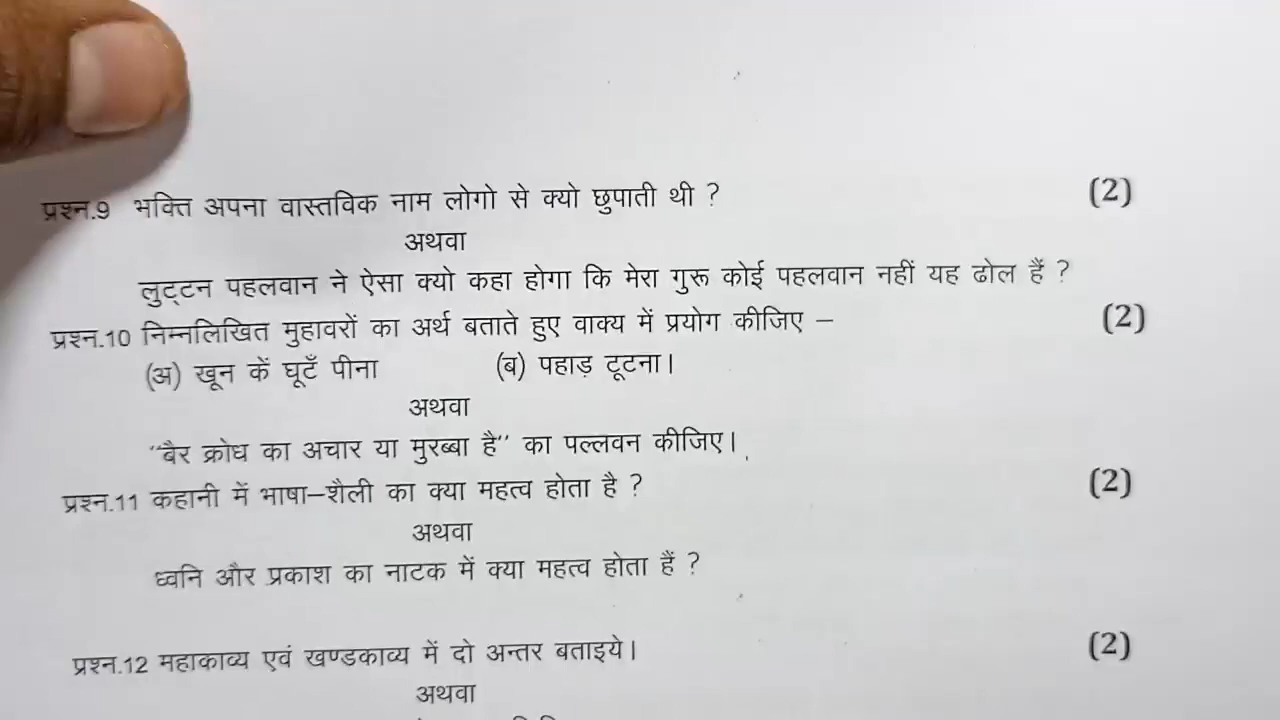 प्रश्न.9 भक्ति अपना वास्तविक नाम लोगो से क्यो छुपाती थी ? (2)
अथवा
लुट्टन पहलवान ने ऐसा क्यो कहा होगा कि मेरा गुरू कोई पहलवान नहीं यह ढोल हैं ?
प्रश्न.10 निम्नलिखित मुहावरों का अर्थ बताते हुए वाक्य में प्रयोग कीजिए – (2)
(अ) खून कें घूटँ पीना (ब) पहाड़ टूटना।
अथवा
"बैर क्रोध का अचार या मुरब्बा है" का पल्लवन कीजिए।
प्रश्न.11 कहानी में भाषा–शैली का क्या महत्व होता है ? (2)
अथवा
ध्वनि और प्रकाश का नाटक में क्या महत्व होता हैं ?
प्रश्न.12 महाकाव्य एवं खण्डकाव्य में दो अन्तर बताइये। (2)
अथवा